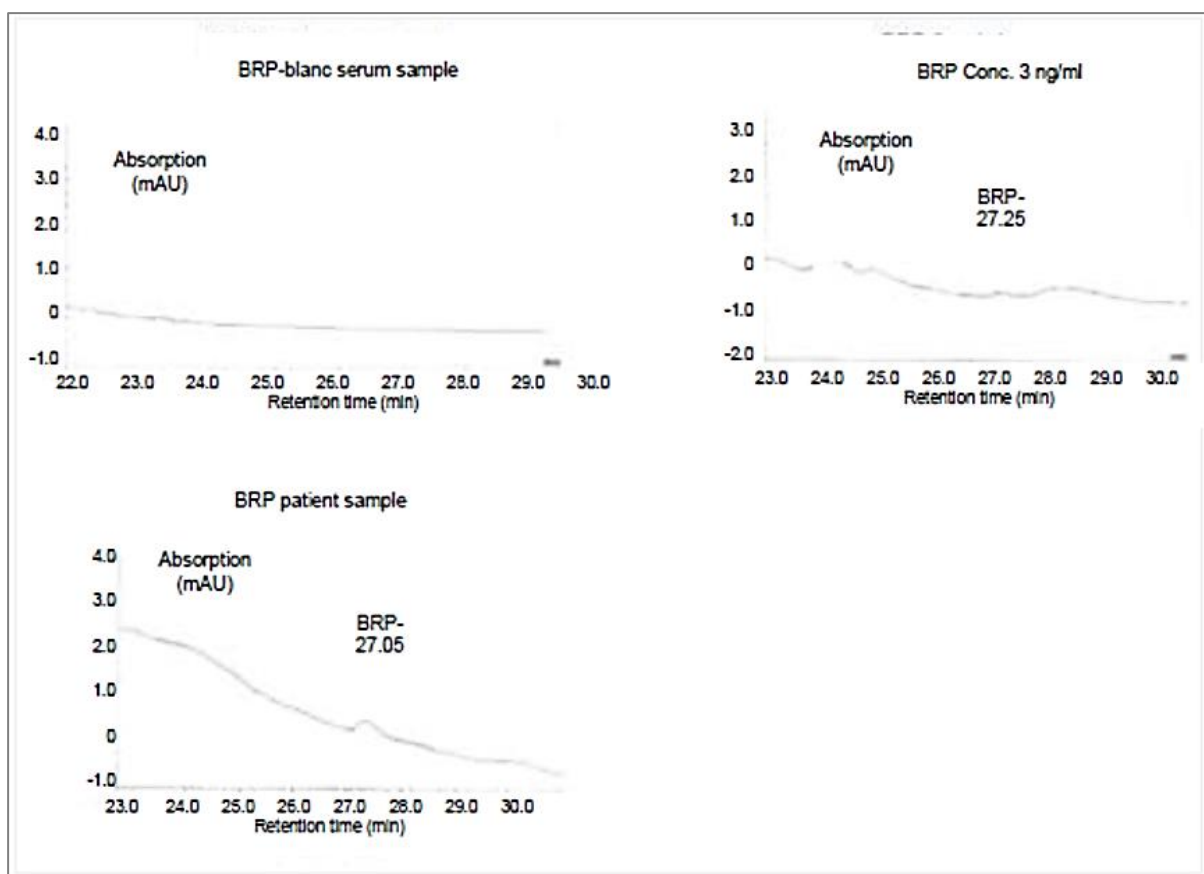 BRP-blanc serum sample
4.0
Absorption
(mAU)
3.0
2.0
1.0
0
-1.0
22.0 23.0 24.0 25.0 26.0 27.0 28.0 29.0 30.0
Retention time (min)
BRP Conc. 3 ng/ml
3.0
Absorption
(mAU)
2.0
BRP-
27.25
1.0
0
-1.0
-2.0
23.0 24.0 25.0 26.0 27.0 28.0 29.0 30.0
Retention time (min)
BRP patient sample
4.0
Absorption
(mAU)
3.0
BRP-
27.05
2.0
1.0
0
-1.0
23.0 24.0 25.0 26.0 27.0 28.0 29.0 30.0
Retention time (min)